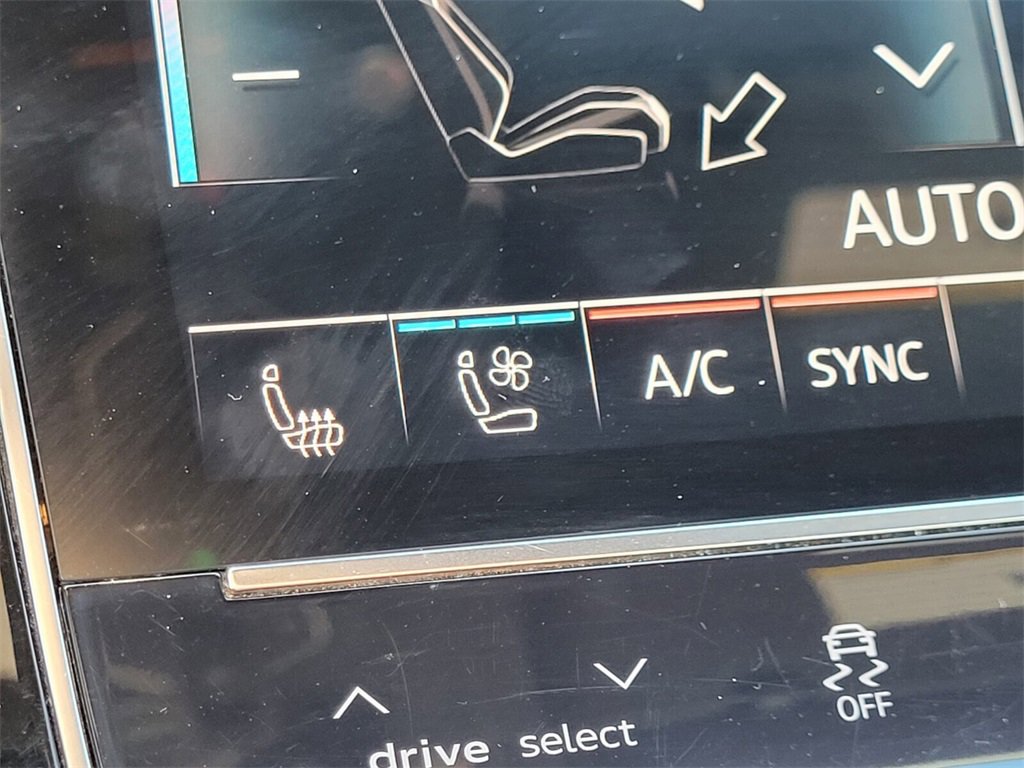 AUTO
A/C SYNC
OFF
drive select